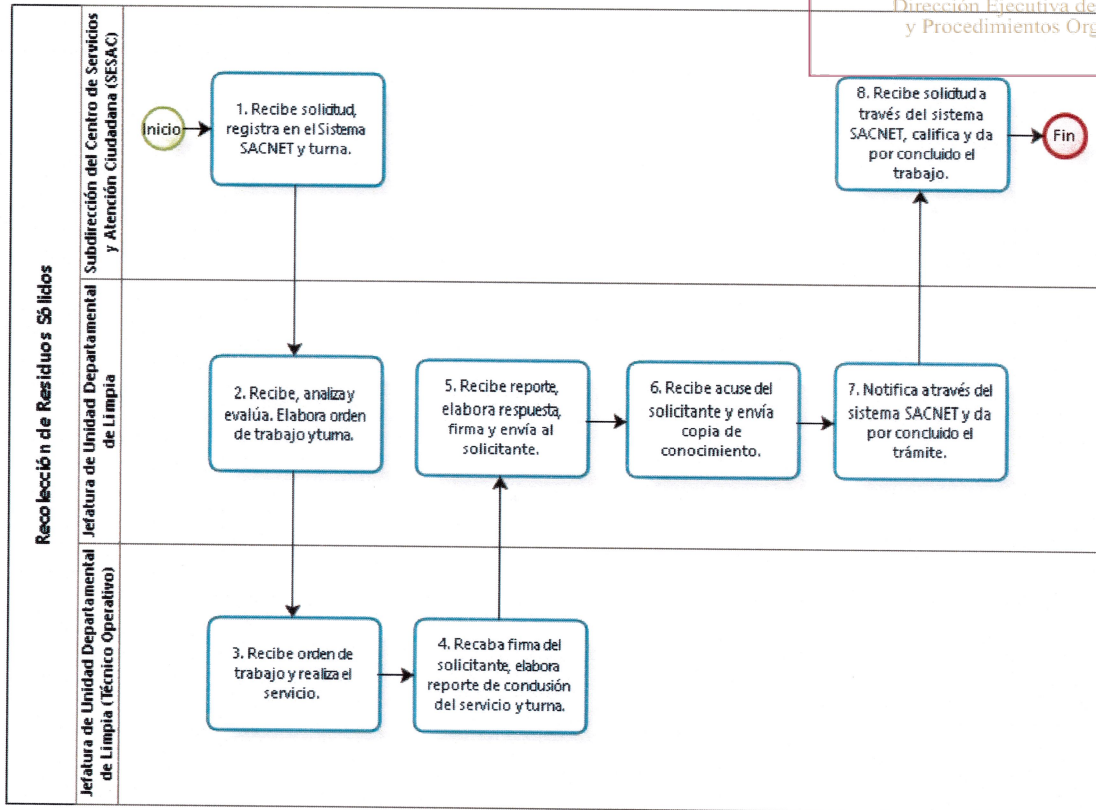 Dirección Ejecutiva de
y Procedimientos Org
Recolección de Residuos Sólidos
Subdirección del Centro de Servicios
y Atención Ciudadana (SESAC)
Inicio
1. Recibe solicitud,
registra en el Sistema
SACNET y turna.
8. Recibe solicitud a
través del sistema
SACNET, califica y da
por concluido el
trabajo.
Fin
Jefatura de Unidad Departamental
de Limpia
2. Recibe, analiza y
evalúa. Elabora orden
de trabajo y turna.
5. Recibe reporte,
elabora respuesta,
firma y envía al
solicitante.
6. Recibe acuse del
solicitante y envía
copia de
conocimiento.
7. Notifica a través del
sistema SACNET y da
por concluido el
trámite.
Jefatura de Unidad Departamental
de Limpia (Técnico Operativo)
3. Recibe orden de
trabajo y realiza el
servicio.
4. Recaba firma del
solicitante, elabora
reporte de conclusión
del servicio y turna.